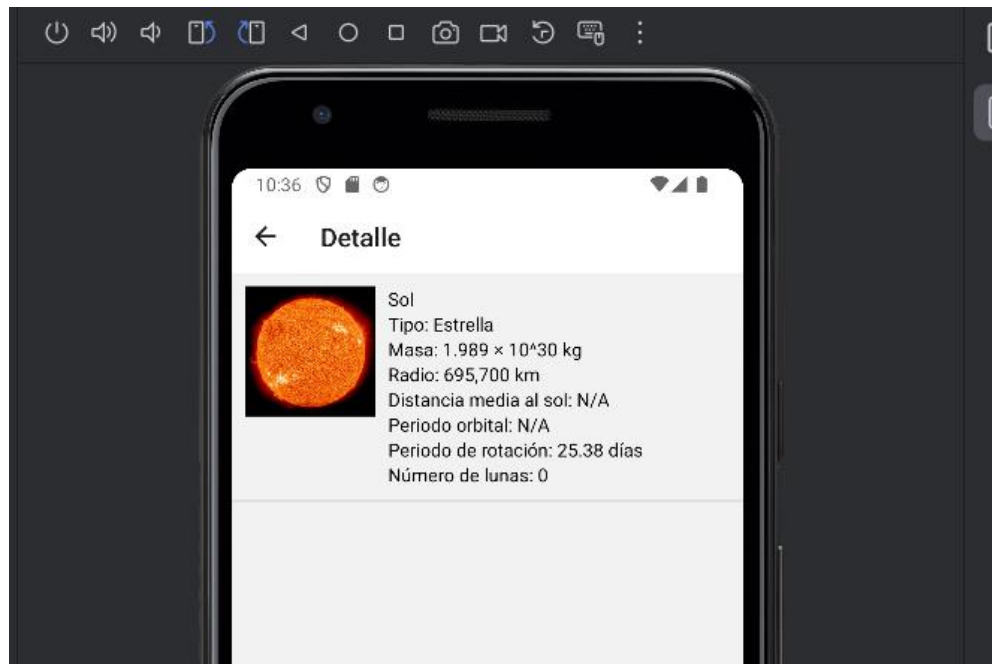 10:36
Detalle
Sol
Tipo: Estrella
Masa: 1.989 × 10^30 kg
Radio: 695,700 km
Distancia media al sol: N/A
Periodo orbital: N/A
Periodo de rotación: 25.38 días
Número de lunas: 0